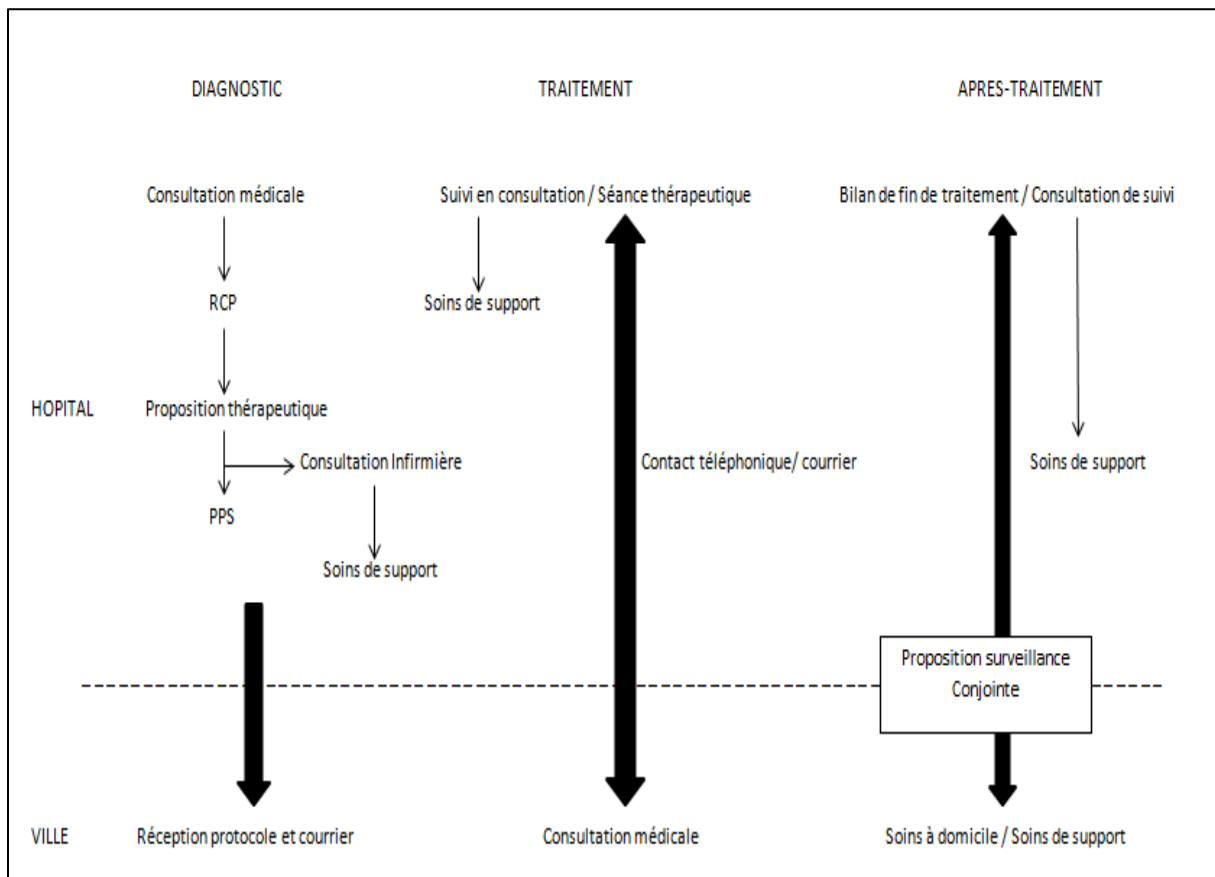 DIAGNOSTIC
TRAITEMENT
APRES-TRAITEMENT
Consultation médicale
Suivi en consultation / Séance thérapeutique
Bilan de fin de traitement / Consultation de suivi
RCP
Soins de support
HOPITAL
Proposition thérapeutique
Consultation Infirmière
Contact téléphonique/ courrier
Soins de support
PPS
Soins de support
Proposition surveillance
Conjointe
VILLE
Réception protocole et courrier
Consultation médicale
Soins à domicile / Soins de support